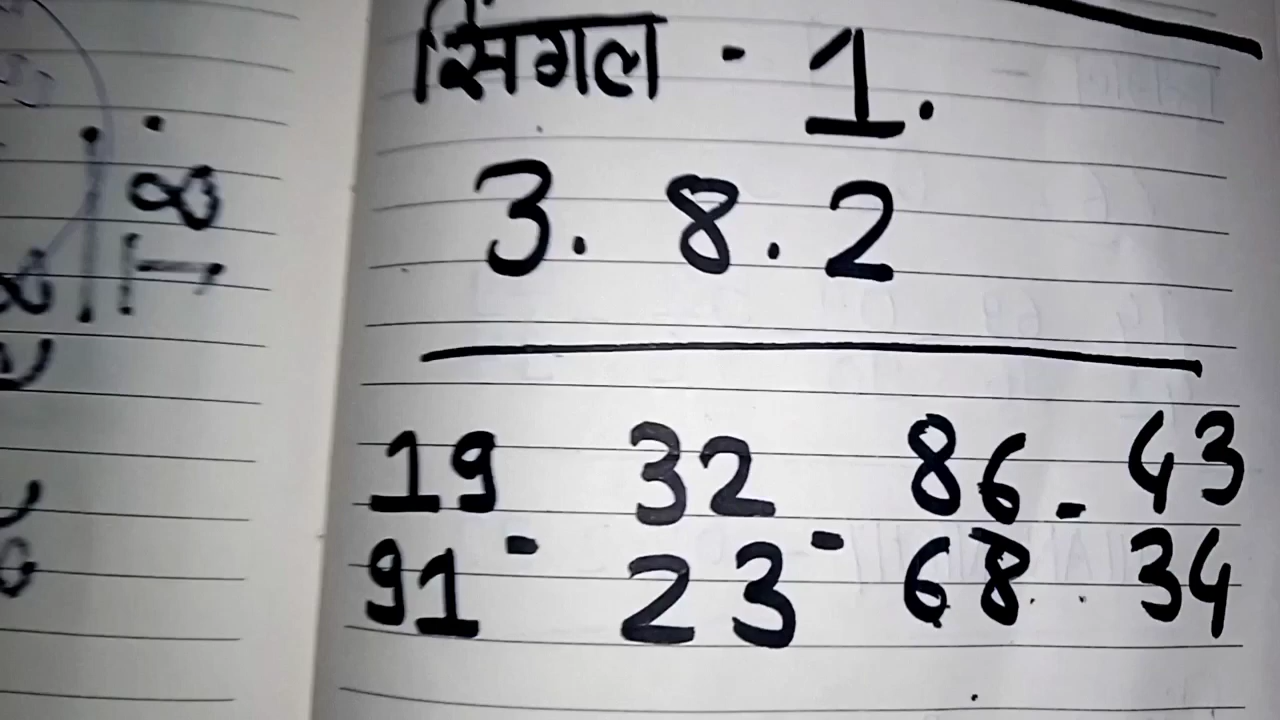 सिंगल - 1.
3. 8. 2
19 32 86 - 43
91 - 23 - 68 34